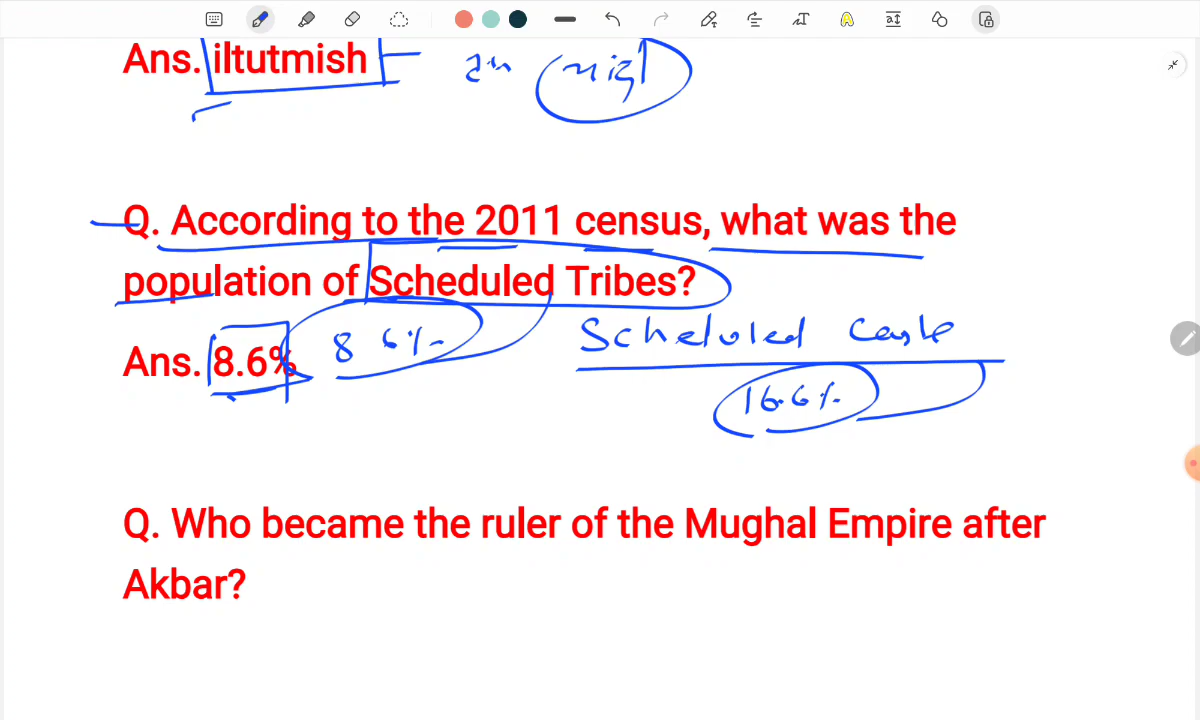 Ans. iltutmish
Q. According to the 2011 census, what was the
population of Scheduled Tribes?
Scheduled Caste
Ans. 8.6% 8.6%
16.6%
Q. Who became the ruler of the Mughal Empire after
Akbar?